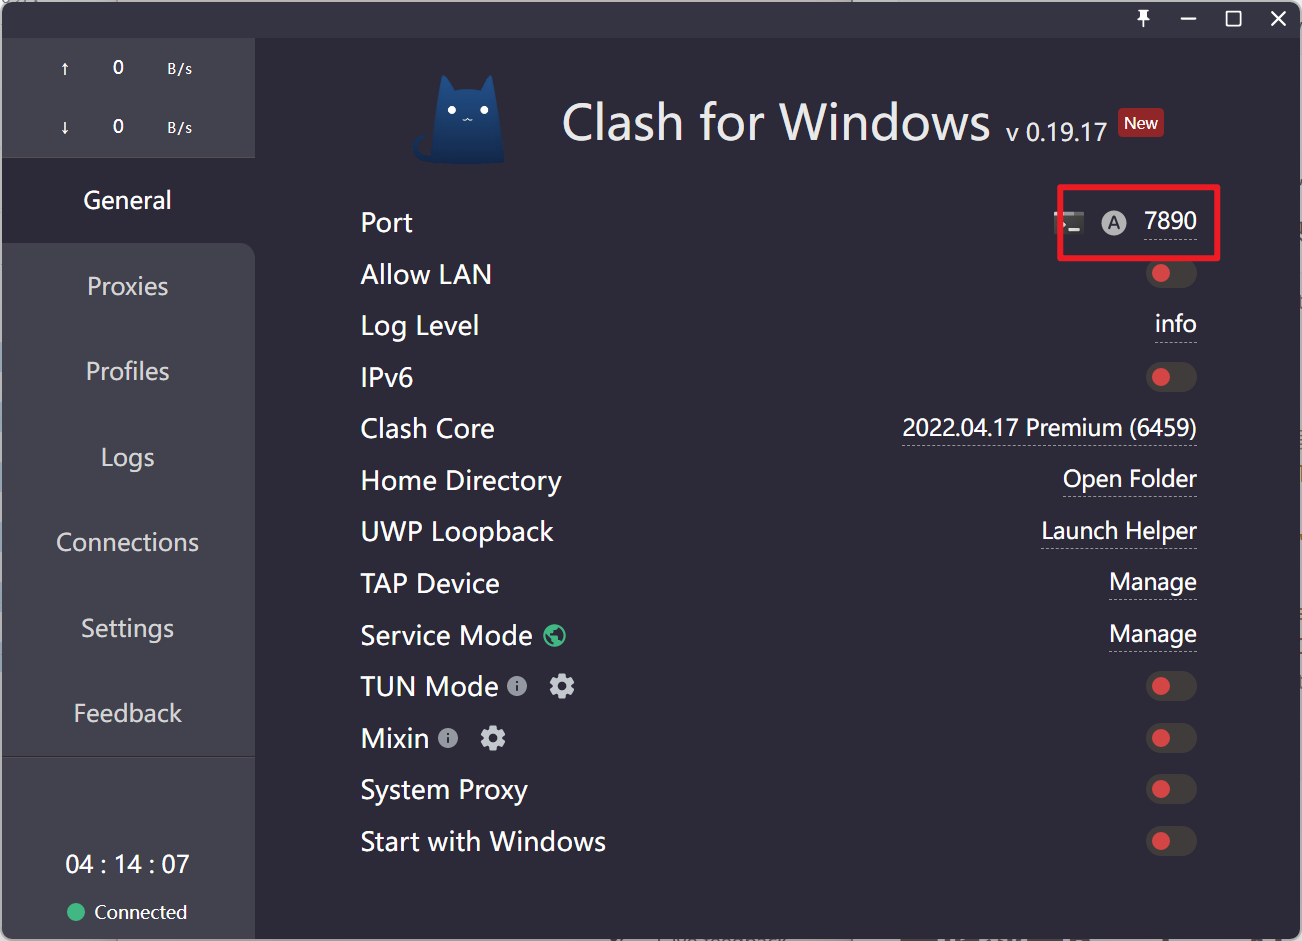 ↑ 0 B/s
↓ 0 B/s
General
Proxies
Profiles
Logs
Connections
Settings
Feedback
04 : 14 : 07
Connected
Clash for Windows v 0.19.17 New
Port A 7890
Allow LAN
Log Level info
IPv6
Clash Core 2022.04.17 Premium (6459)
Home Directory Open Folder
UWP Loopback Launch Helper
TAP Device Manage
Service Mode Manage
TUN Mode
Mixin
System Proxy
Start with Windows